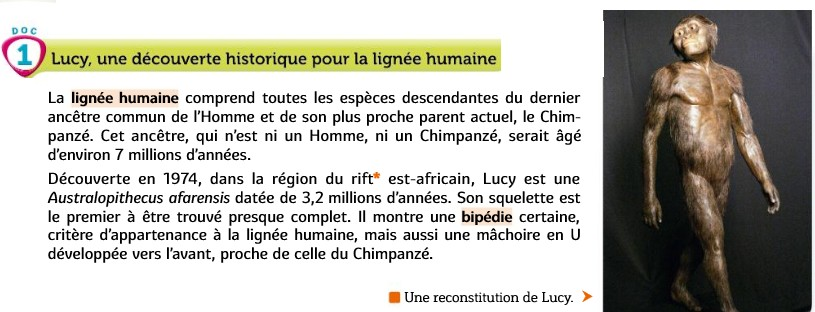 DOC
1
Lucy, une découverte historique pour la lignée humaine
La lignée humaine comprend toutes les espèces descendantes du dernier
ancêtre commun de l'Homme et de son plus proche parent actuel, le Chim-
panzé. Cet ancêtre, qui n'est ni un Homme, ni un Chimpanzé, serait âgé
d'environ 7 millions d'années.
Découverte en 1974, dans la région du rift* est-africain, Lucy est une
Australopithecus afarensis datée de 3,2 millions d'années. Son squelette est
le premier à être trouvé presque complet. Il montre une bipédie certaine,
critère d'appartenance à la lignée humaine, mais aussi une mâchoire en U
développée vers l'avant, proche de celle du Chimpanzé.
Une reconstitution de Lucy.